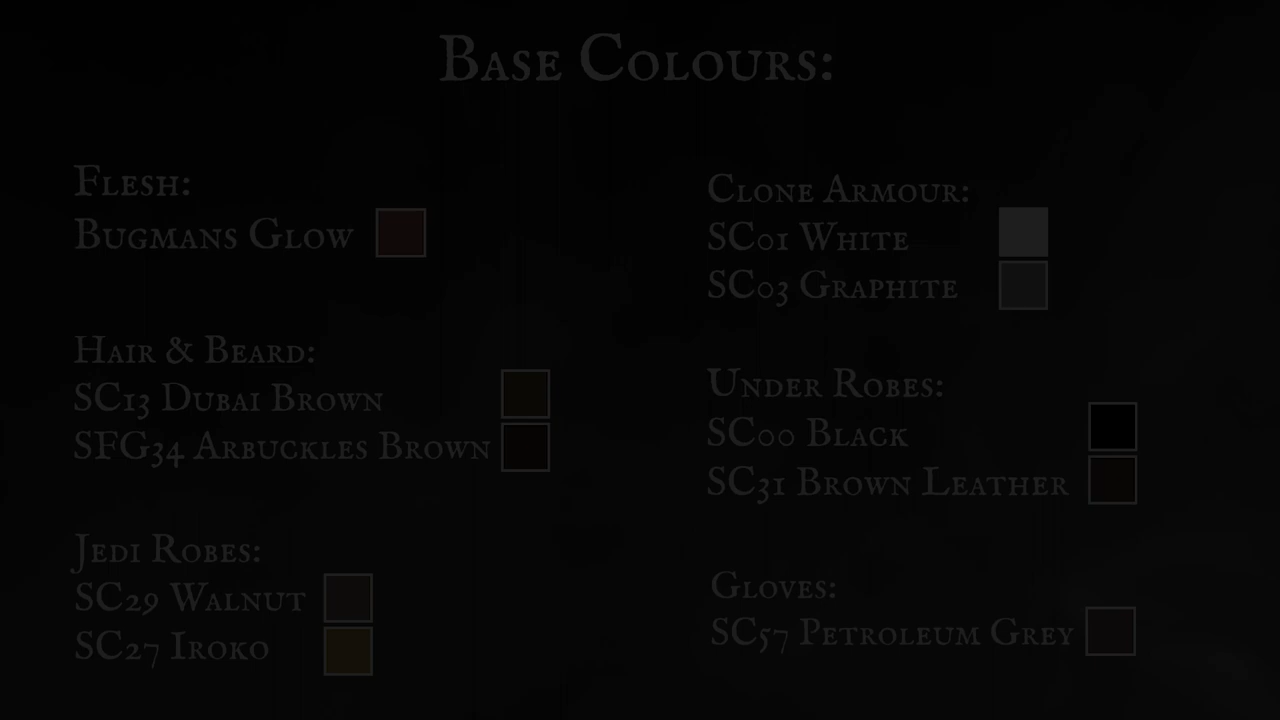 Base Colours:
Flesh:
Bugmans Glow
Hair & Beard:
SC13 Dubai Brown
SFG34 Arbuckles Brown
Jedi Robes:
SC29 Walnut
SC27 Iroko
Clone Armour:
SC01 White
SC03 Graphite
Under Robes:
SC00 Black
SC31 Brown Leather
Gloves:
SC57 Petroleum Grey